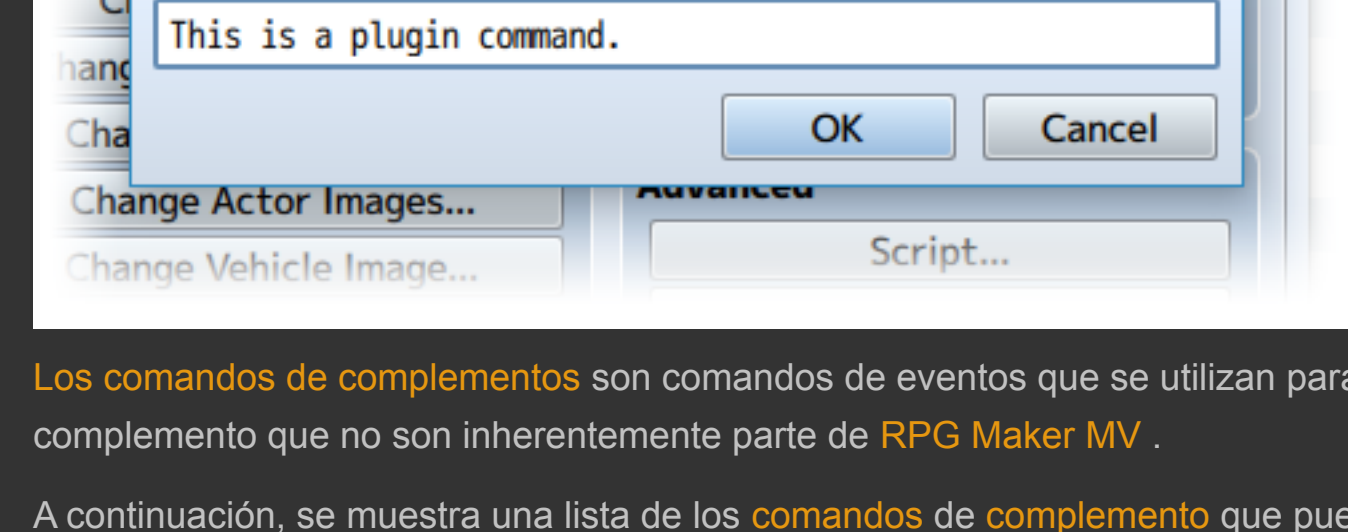 This is a plugin command.
OK Cancel
Change Actor Images...
Advanced
Change Vehicle Image...
Script...
Los comandos de complementos son comandos de eventos que se utilizan para
complemento que no son inherentemente parte de RPG Maker MV .
A continuación, se muestra una lista de los comandos de complemento que